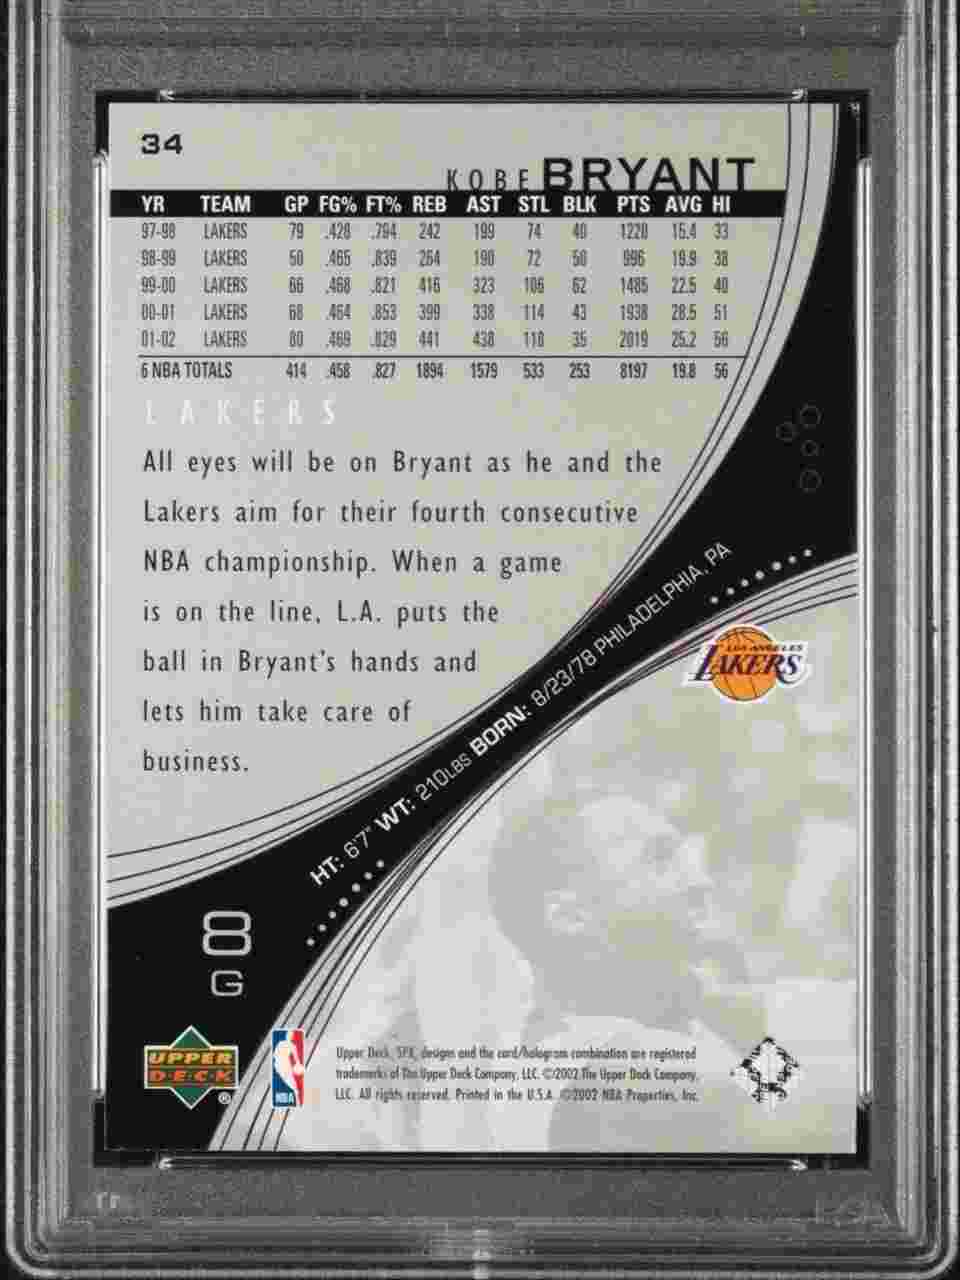 34
KOBE BRYANT
YR TEAM GP FG% FT% REB AST STL BLK PTS AVG HI
97-98 LAKERS 79 .428 .794 242 199 74 40 1220 15.4 33
98-99 LAKERS 50 .465 .839 264 190 72 50 996 19.9 38
99-00 LAKERS 66 .468 .821 416 323 106 62 1485 22.5 40
00-01 LAKERS 68 .464 .853 399 338 114 43 1938 28.5 51
01-02 LAKERS 80 .469 .829 441 438 118 35 2019 25.2 56
6 NBA TOTALS 414 .458 .827 1894 1579 533 253 8197 19.8 56
LAKERS
All eyes will be on Bryant as he and the
Lakers aim for their fourth consecutive
NBA championship. When a game
is on the line, L.A. puts the
ball in Bryant's hands and
lets him take care of
business.
HT: 6'7" WT: 210LBS BORN: 8/23/78 PHILADELPHIA, PA
LOS ANGELES
LAKERS
8
G
UPPER
DECK
®
NBA
Upper Deck, SPX, designs and the card/hologram combination are registered
trademarks of The Upper Deck Company, LLC. ©2002 The Upper Deck Company,
LLC. All rights reserved. Printed in the U.S.A. ©2002 NBA Properties, Inc.